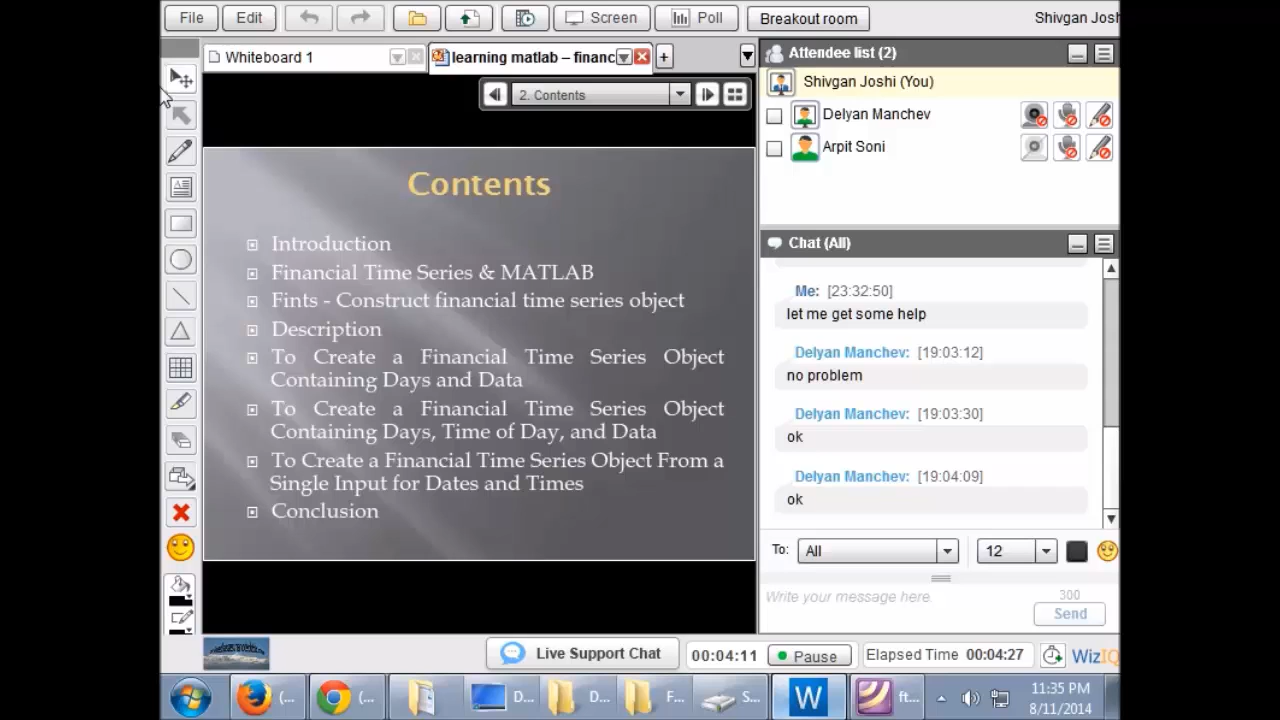 File Edit Screen Poll Breakout room Shivgan Josh
Whiteboard 1 learning matlab – financ
2. Contents
Contents
Introduction
Financial Time Series & MATLAB
Fints - Construct financial time series object
Description
To Create a Financial Time Series Object
Containing Days and Data
To Create a Financial Time Series Object
Containing Days, Time of Day, and Data
To Create a Financial Time Series Object From a
Single Input for Dates and Times
Conclusion
Attendee list (2)
Shivgan Joshi (You)
Delyan Manchev
Arpit Soni
Chat (All)
Me: [23:32:50]
let me get some help
Delyan Manchev: [19:03:12]
no problem
Delyan Manchev: [19:03:30]
ok
Delyan Manchev: [19:04:09]
ok
To: All 12
Write your message here.
300
Send
Live Support Chat 00:04:11 Pause Elapsed Time 00:04:27 WizIQ
(... (... D... D... F... S... W ft...
11:35 PM
8/11/2014